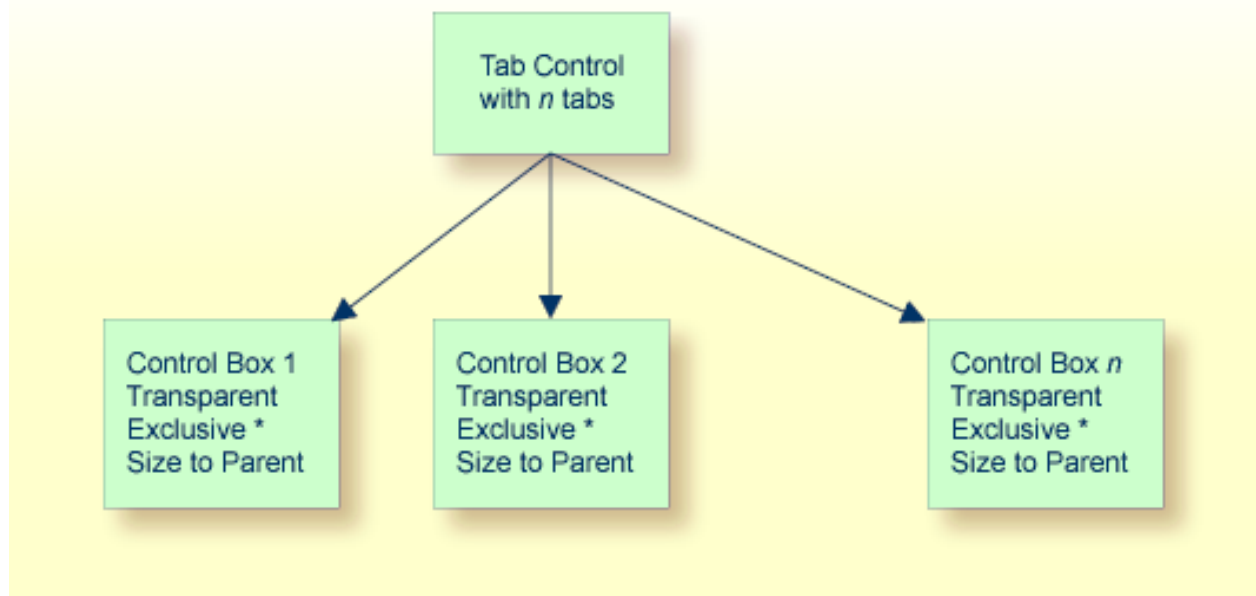 Tab Control
with n tabs
Control Box 1
Transparent
Exclusive *
Size to Parent
Control Box 2
Transparent
Exclusive *
Size to Parent
Control Box n
Transparent
Exclusive *
Size to Parent